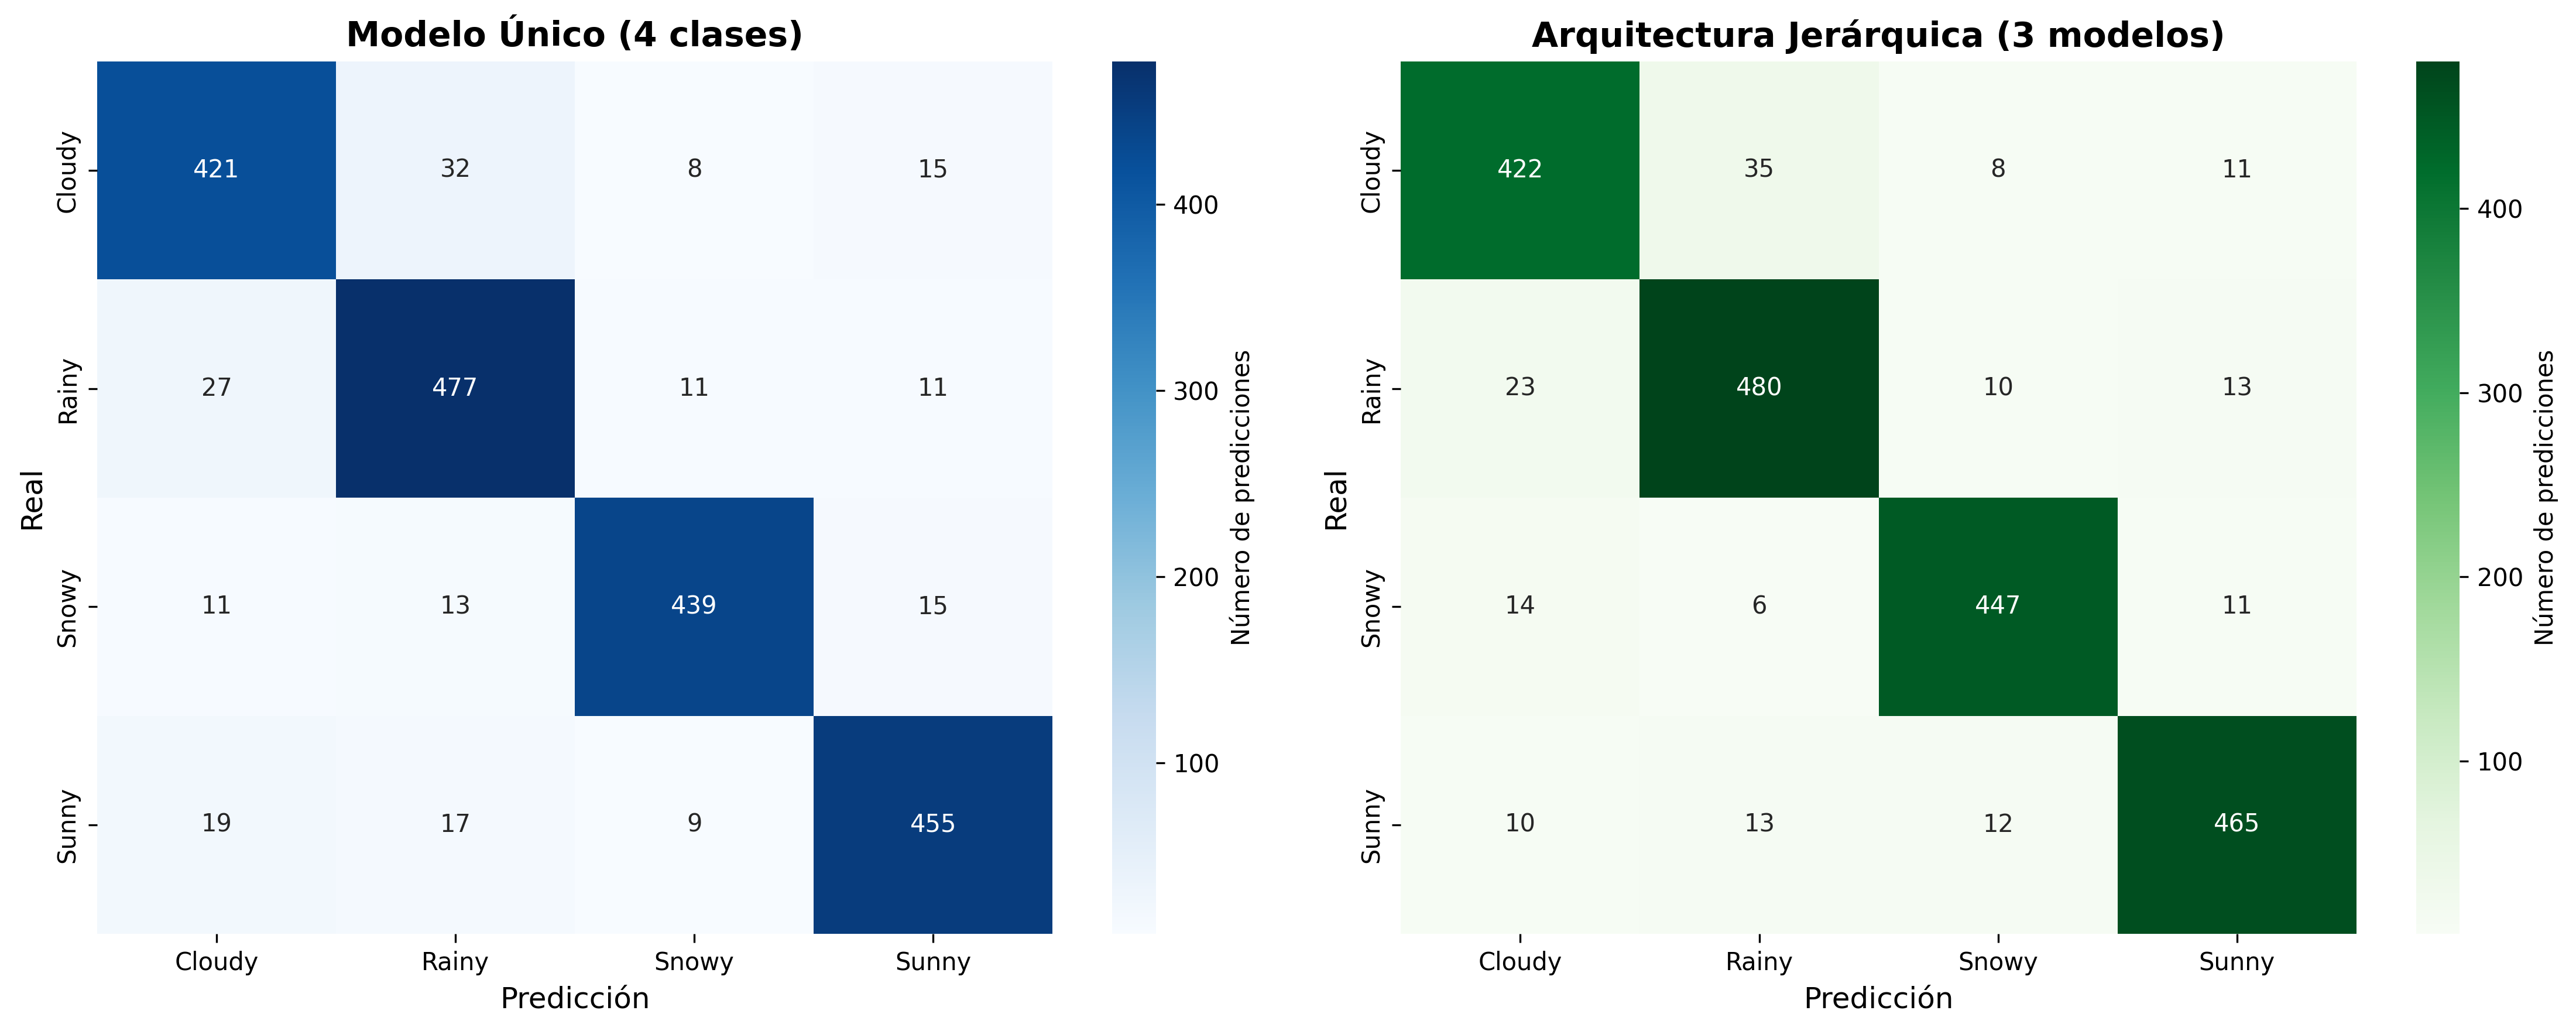 Modelo Único (4 clases)
Real
Cloudy
421 32 8 15
Rainy
27 477 11 11
Snowy
11 13 439 15
Sunny
19 17 9 455
Cloudy Rainy Snowy Sunny
Predicción
400
300
200
100
Número de predicciones
Arquitectura Jerárquica (3 modelos)
Real
Cloudy
422 35 8 11
Rainy
23 480 10 13
Snowy
14 6 447 11
Sunny
10 13 12 465
Cloudy Rainy Snowy Sunny
Predicción
400
300
200
100
Número de predicciones